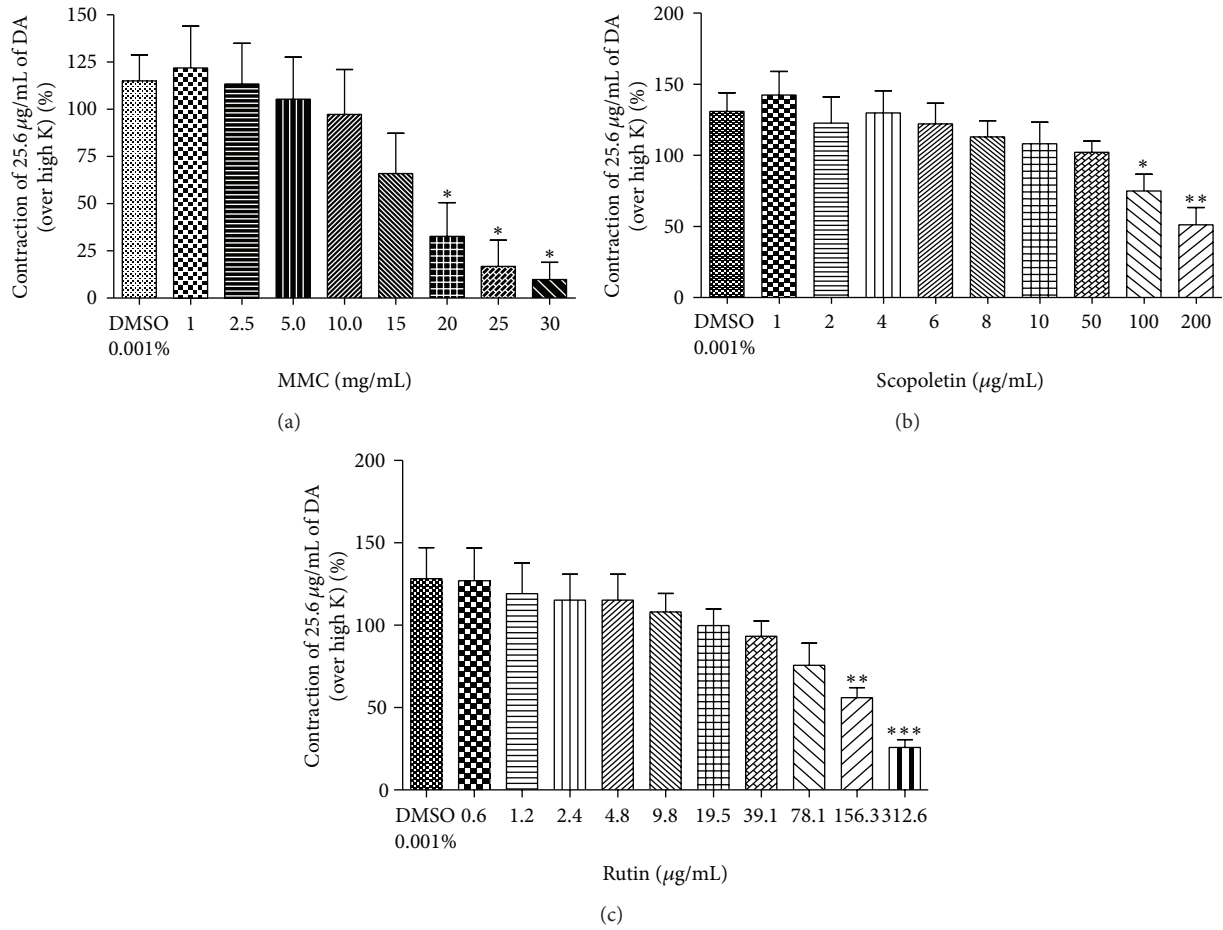 Contraction of 25.6 μg/mL of DA
(over high K) (%)
150
125
100
75
50
25
0
*
*
*
DMSO 1 2.5 5.0 10.0 15 20 25 30
0.001%
MMC (mg/mL)
(a)
Contraction of 25.6 μg/mL of DA
(over high K) (%)
200
150
100
50
0
*
**
DMSO 1 2 4 6 8 10 50 100 200
0.001%
Scopoletin (μg/mL)
(b)
Contraction of 25.6 μg/mL of DA
(over high K) (%)
200
150
100
50
0
**
***
DMSO 0.6 1.2 2.4 4.8 9.8 19.5 39.1 78.1 156.3 312.6
0.001%
Rutin (μg/mL)
(c)